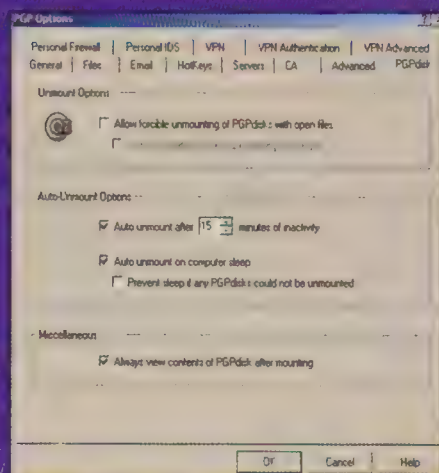 PGP Options
Personal Firewall Personal IDS VPN VPN Authentication VPN Advanced
General Files Email HotKeys Servers CA Advanced PGPdisk
Unmount Options
Allow forcible unmounting of PGPdisks with open files
Auto-Unmount Options
Auto unmount after 15 minutes of inactivity
Auto unmount on computer sleep
Prevent sleep if any PGPdisks could not be unmounted
Miscellaneous
Always view contents of PGPdisk after mounting
OK Cancel Help